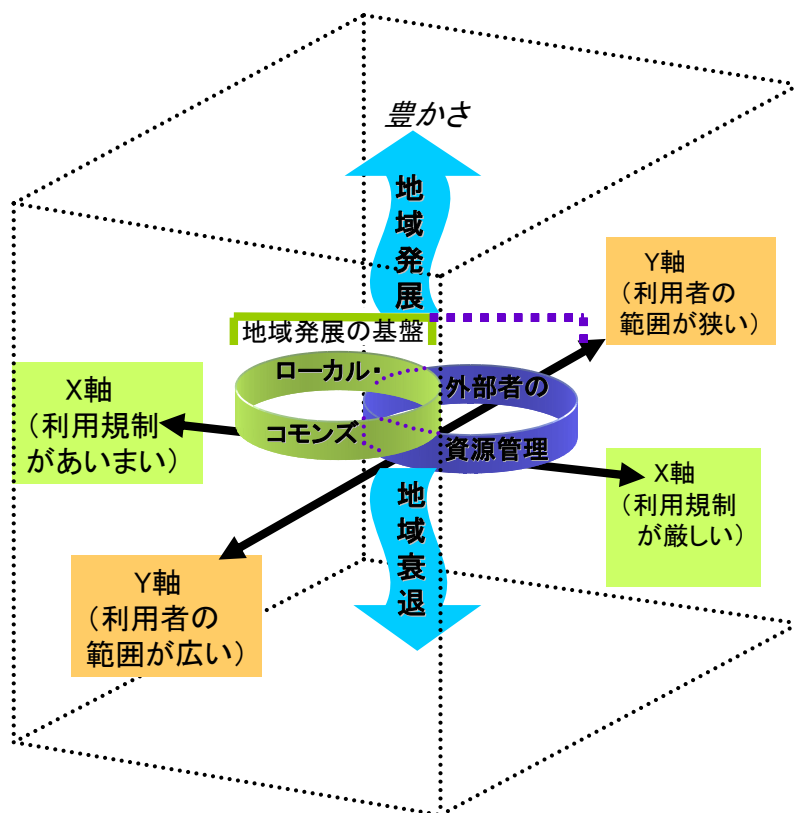 豊かさ
地域発展
Y軸
（利用者の
範囲が狭い）
地域発展の基盤
ローカル・
コモンズ
外部者の
資源管理
X軸
（利用規制
があいまい）
X軸
（利用規制
が厳しい）
地域衰退
Y軸
（利用者の
範囲が広い）